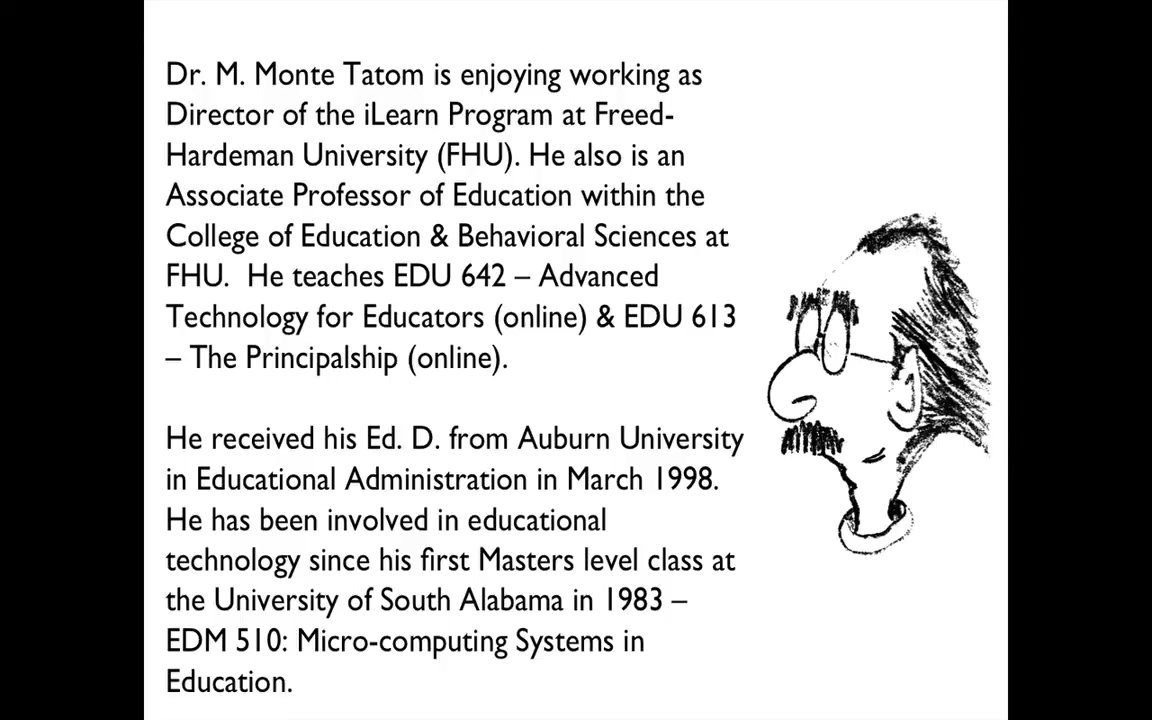 Dr. M. Monte Tatom is enjoying working as
Director of the iLearn Program at Freed-
Hardeman University (FHU). He also is an
Associate Professor of Education within the
College of Education & Behavioral Sciences at
FHU.  He teaches EDU 642 – Advanced
Technology for Educators (online) & EDU 613
– The Principalship (online).
He received his Ed. D. from Auburn University
in Educational Administration in March 1998.
He has been involved in educational
technology since his first Masters level class at
the University of South Alabama in 1983 –
EDM 510: Micro-computing Systems in
Education.